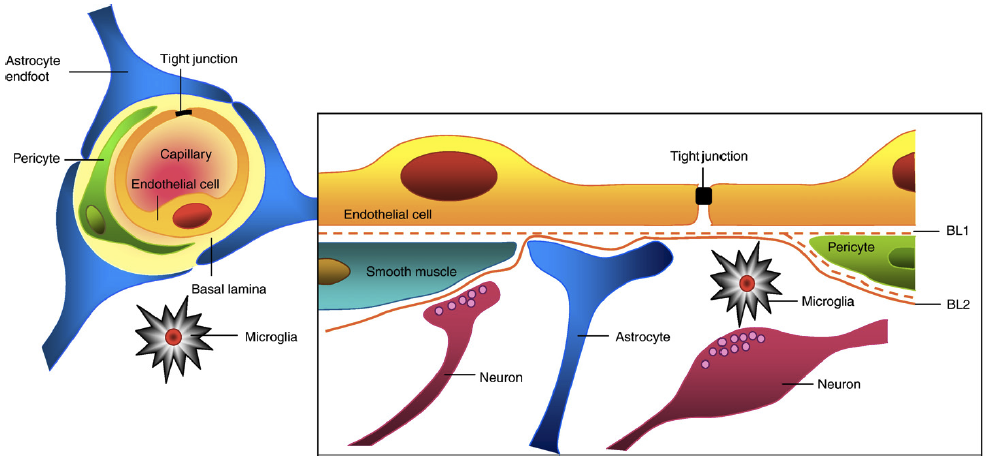 Astrocyte
endfoot
Tight junction
Pericyte
Capillary
Endothelial cell
Basal lamina
Microglia
Tight junction
Endothelial cell
BL1
Smooth muscle
Pericyte
Microglia
BL2
Astrocyte
Neuron
Neuron